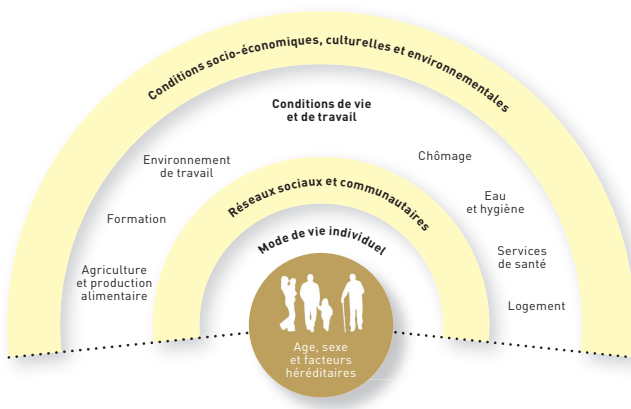 Conditions socio-économiques, culturelles et environnementales
Conditions de vie
et de travail
Environnement
de travail
Chômage
Formation
Eau
et hygiène
Agriculture
et production
alimentaire
Services
de santé
Logement
Réseaux sociaux et communautaires
Mode de vie individuel
Age, sexe
et facteurs
héréditaires